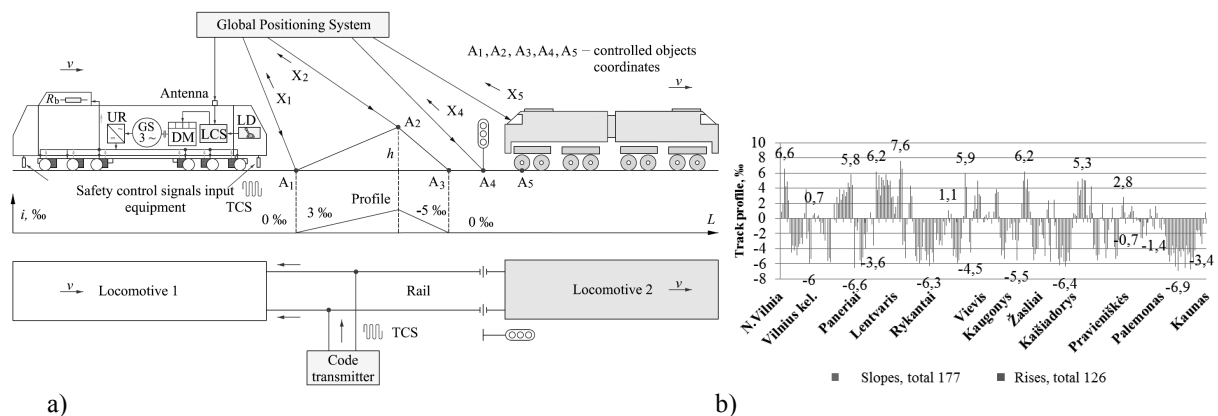 Global Positioning System
A1, A2, A3, A4, A5 – controlled objects
coordinates
v
X2
X1
X4
X5
v
Antenna
Rb
UR
GS
3 ~
DM
LCS
LD
A2
h
Safety control signals input
equipment
TCS
A1
A3
A4
A5
i, ‰
0 ‰
3 ‰
Profile
-5 ‰
0 ‰
L
v
Locomotive 1
Rail
Locomotive 2
v
TCS
Code
transmitter
a)
Track profile, ‰
10
8
6
4
2
0
-2
-4
-6
-8
6,6
0,7
5,8
6,2
7,6
1,1
5,9
6,2
5,3
2,8
-6
-6,6
-3,6
-6,3
-4,5
-5,5
-6,4
-0,7
-1,4
-6,9
-3,4
N.Vilnia
Vilnius kel.
Paneriai
Lentvaris
Rykantai
Vievis
Kaugonys
Žasliai
Kaišiadorys
Pravieniškės
Palemonas
Kaunas
Slopes, total 177
Rises, total 126
b)